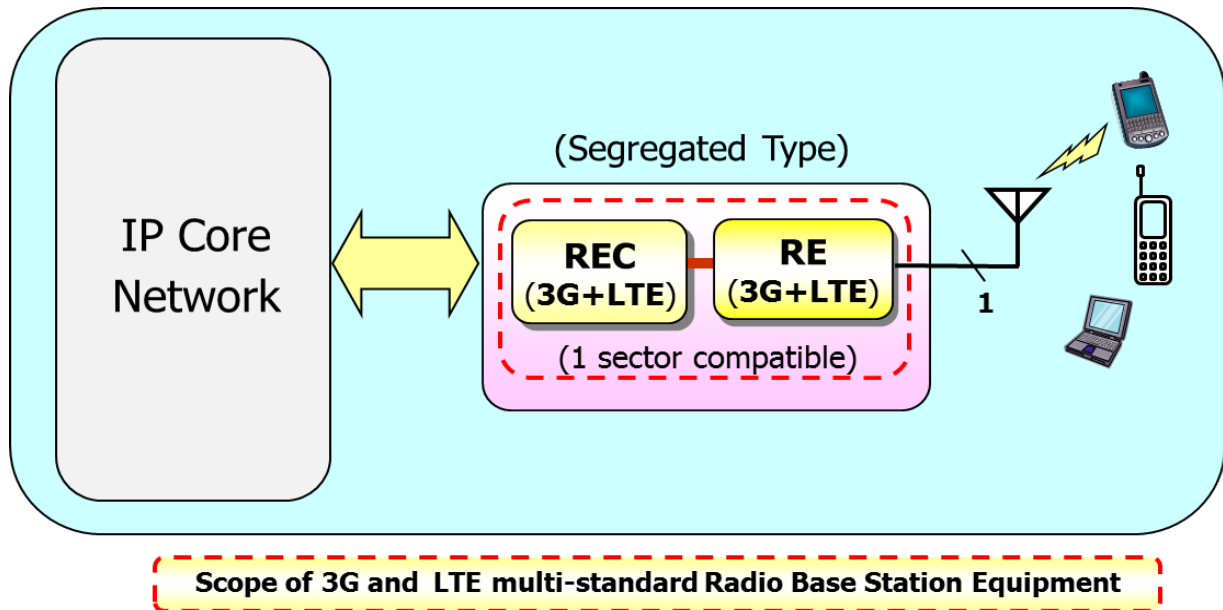 (Segregated Type)
IP Core
Network
REC
(3G+LTE)
RE
(3G+LTE)
1
(1 sector compatible)
Scope of 3G and LTE multi-standard Radio Base Station Equipment